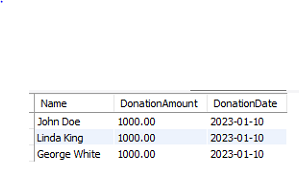 Name DonationAmount DonationDate
John Doe 1000.00 2023-01-10
Linda King 1000.00 2023-01-10
George White 1000.00 2023-01-10